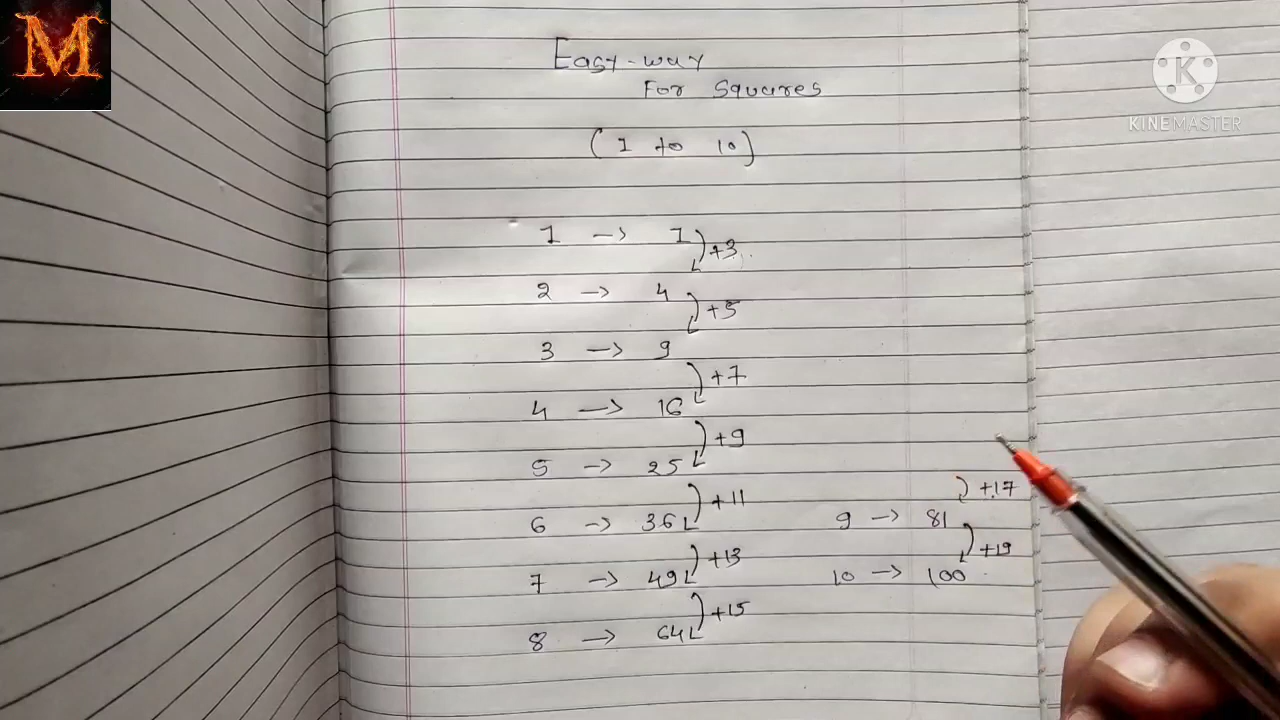 M
KINEMASTER
Easy-way
For Squares
(1 to 10)
1 → 1 +3
2 → 4 +5
3 → 9 +7
4 → 16 +9
5 → 25 +11
6 → 36 +13
7 → 49 +15
8 → 64
+17
9 → 81 +19
10 → 100